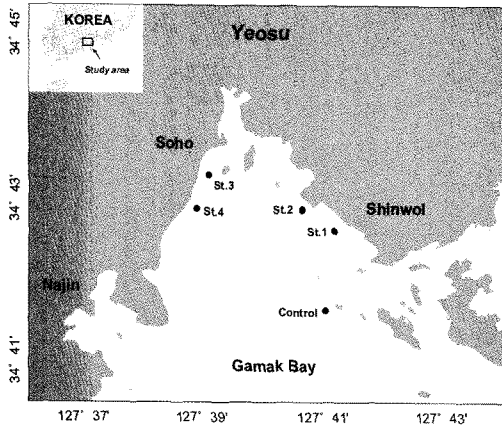 KOREA
Study area
Yeosu
Soho
St.3
St.4
St.2
St.1
Shinwol
Najin
Control
Gamak Bay
34° 45'
34° 43'
34° 41'
127° 37'
127° 39'
127° 41'
127° 43'